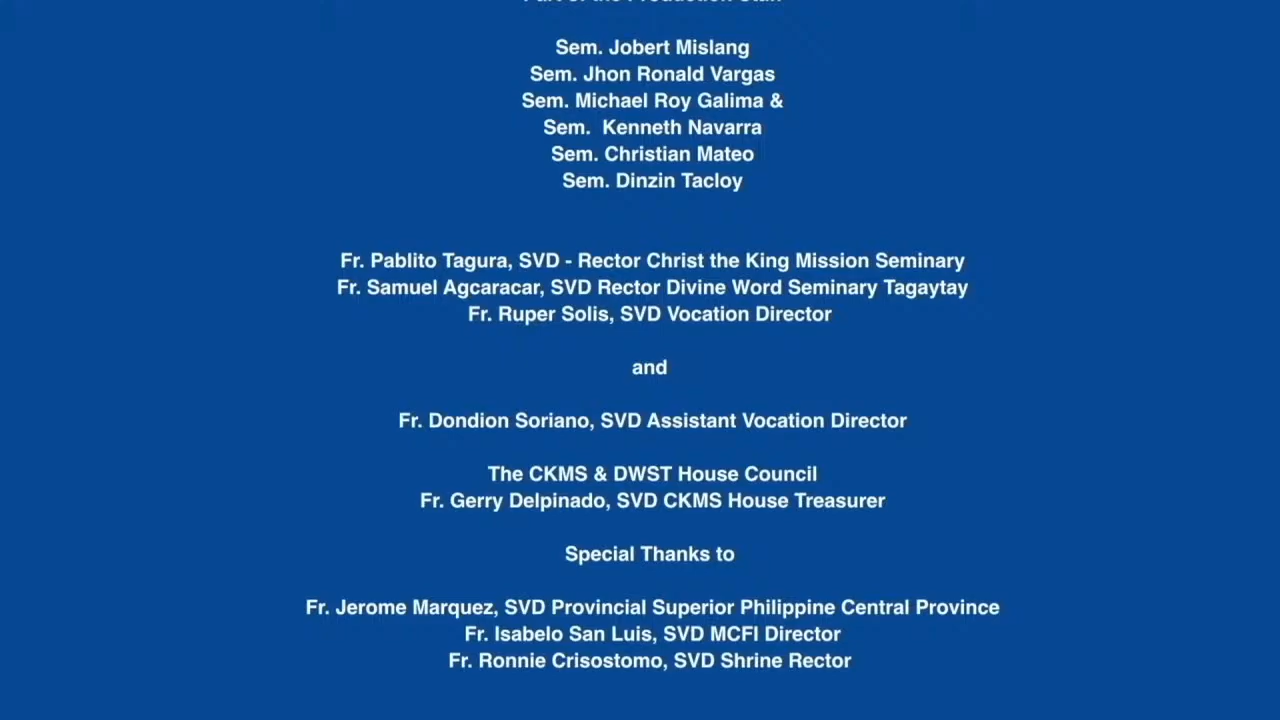 Part of the Production Staff
Sem. Jobert Mislang
Sem. Jhon Ronald Vargas
Sem. Michael Roy Galima &
Sem. Kenneth Navarra
Sem. Christian Mateo
Sem. Dinzin Tacloy
Fr. Pablito Tagura, SVD - Rector Christ the King Mission Seminary
Fr. Samuel Agcaracar, SVD Rector Divine Word Seminary Tagaytay
Fr. Ruper Solis, SVD Vocation Director
and
Fr. Dondion Soriano, SVD Assistant Vocation Director
The CKMS & DWST House Council
Fr. Gerry Delpinado, SVD CKMS House Treasurer
Special Thanks to
Fr. Jerome Marquez, SVD Provincial Superior Philippine Central Province
Fr. Isabelo San Luis, SVD MCFI Director
Fr. Ronnie Crisostomo, SVD Shrine Rector